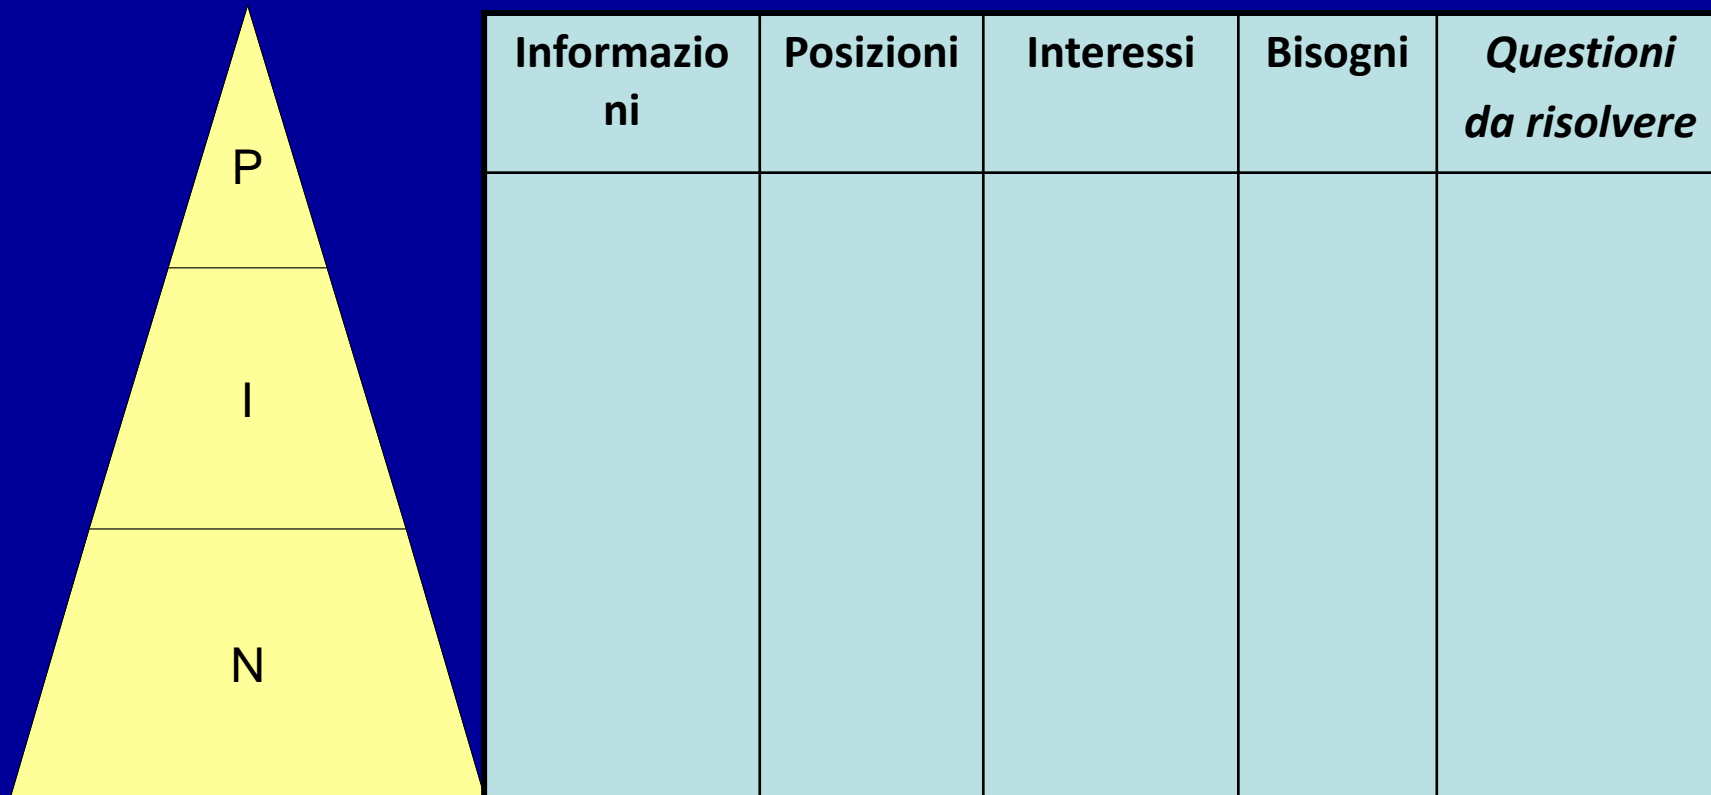 P
I
N
Informazio
ni
Posizioni
Interessi
Bisogni
Questioni
da risolvere